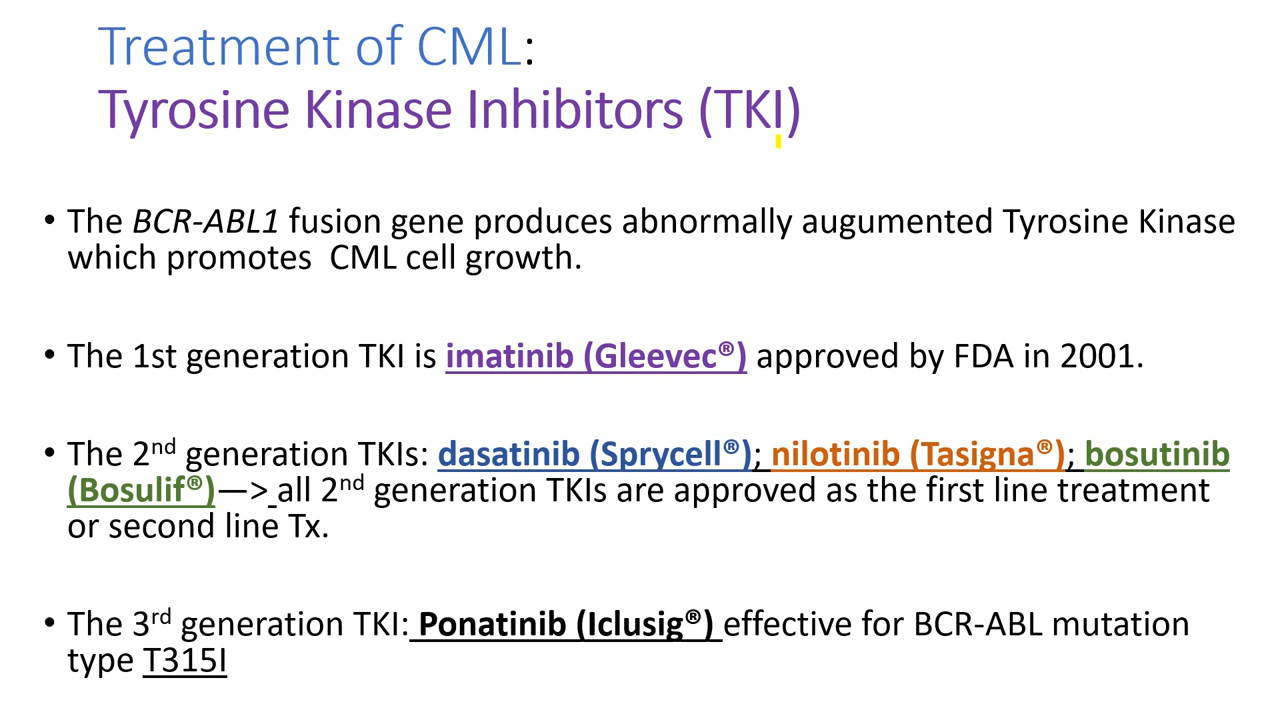 Treatment of CML:
Tyrosine Kinase Inhibitors (TKI)
• The BCR-ABL1 fusion gene produces abnormally augumented Tyrosine Kinase
which promotes  CML cell growth.
• The 1st generation TKI is imatinib (Gleevec®) approved by FDA in 2001.
• The 2nd generation TKIs: dasatinib (Sprycell®); nilotinib (Tasigna®); bosutinib
(Bosulif®)—> all 2nd generation TKIs are approved as the first line treatment
or second line Tx.
• The 3rd generation TKI: Ponatinib (Iclusig®) effective for BCR-ABL mutation
type T315I